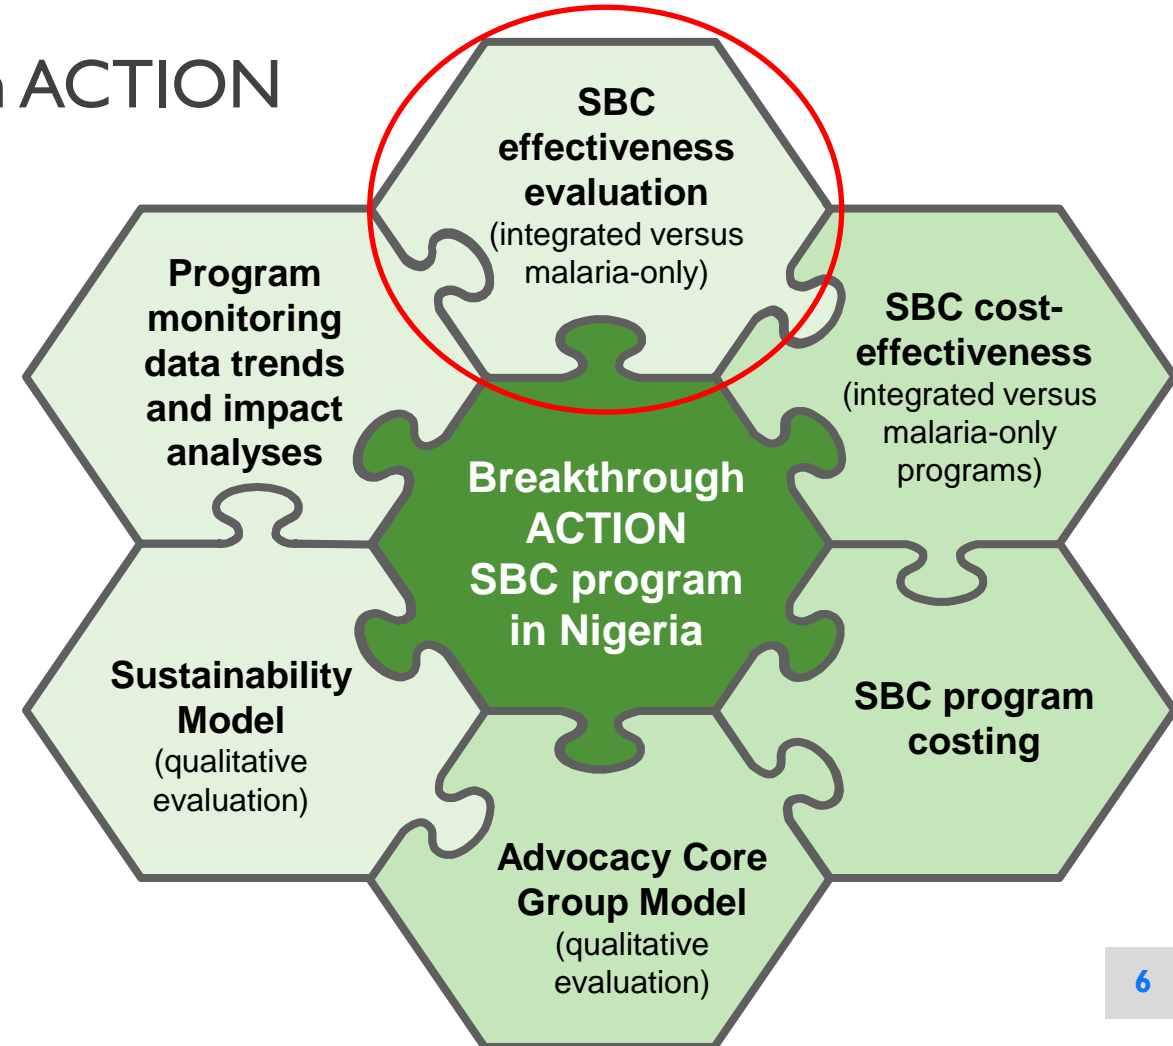 ACTION
SBC
effectiveness
evaluation
(integrated versus
malaria-only)
Program
monitoring
data trends
and impact
analyses
SBC cost-
effectiveness
(integrated versus
malaria-only
programs)
Breakthrough
ACTION
SBC program
in Nigeria
Sustainability
Model
(qualitative
evaluation)
SBC program
costing
Advocacy Core
Group Model
(qualitative
evaluation)
6